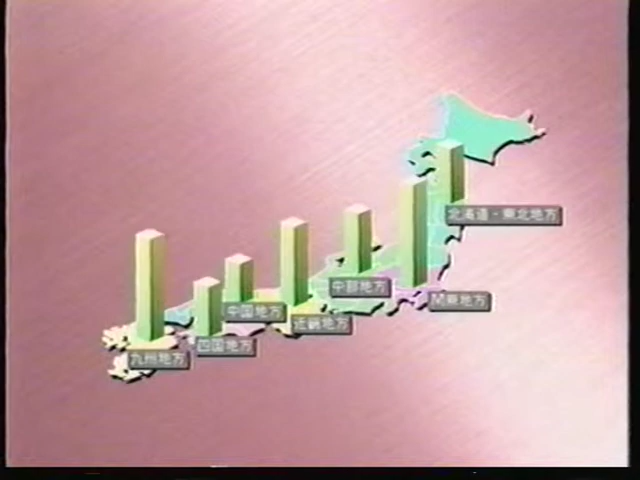 北海道・東北地方
中部地方
関東地方
中国地方
近畿地方
四国地方
九州地方